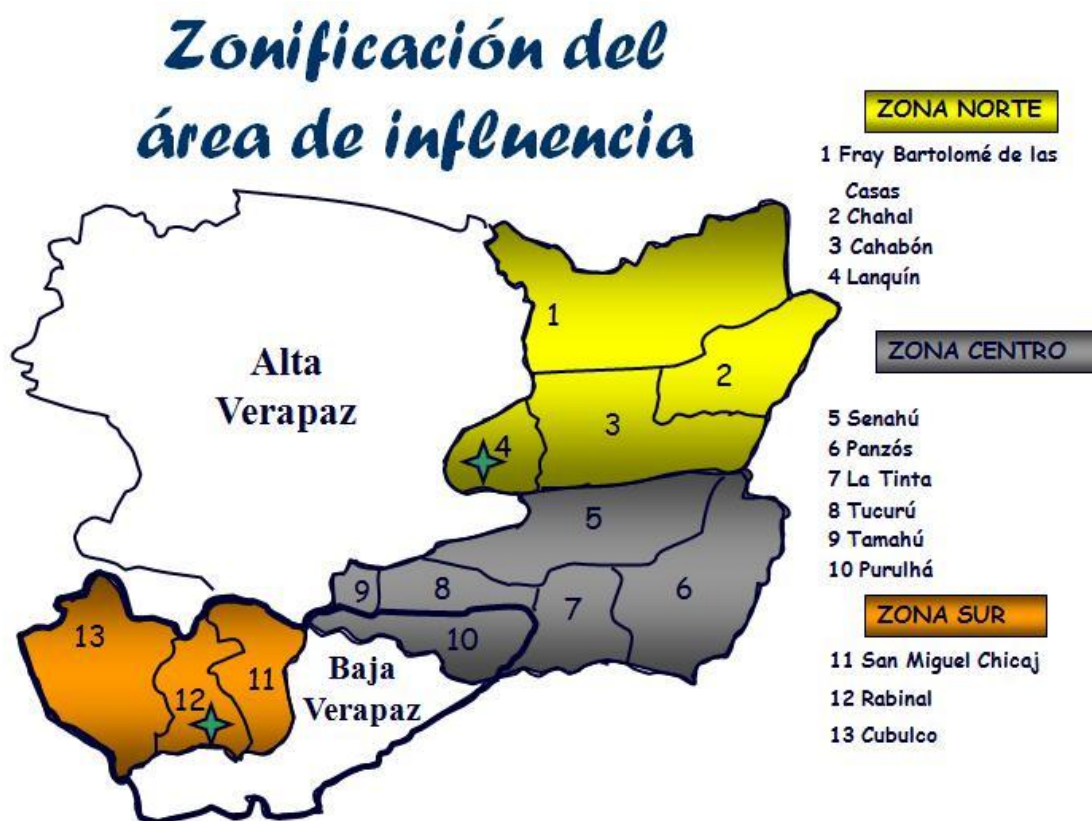 Zonificación del
área de influencia
ZONA NORTE
1 Fray Bartolomé de las
Casas
2 Chahal
3 Cahabón
4 Lanquín
ZONA CENTRO
5 Senahú
6 Panzós
7 La Tinta
8 Tucurú
9 Tamahú
10 Purulhá
ZONA SUR
11 San Miguel Chicaj
12 Rabinal
13 Cubulco
Alta
Verapaz
Baja
Verapaz
1
2
3
4
5
6
7
8
9
10
11
12
13